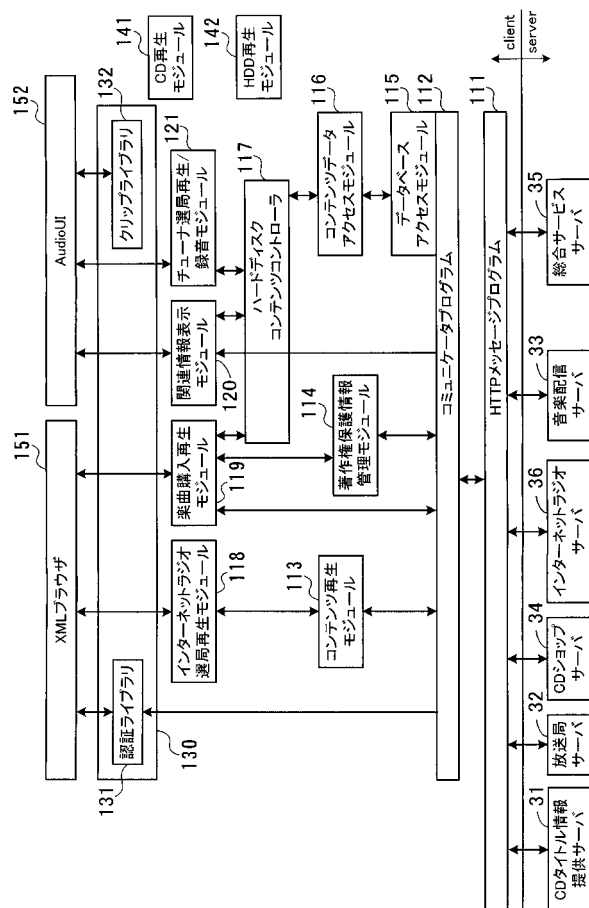 151
XMLブラウザ
152
AudioUI
131
認証ライブラリ
130
132
クリップライブラリ
141
CD再生
モジュール
142
HDD再生
モジュール
118
インターネットラジオ
選局再生モジュール
119
楽曲購入再生
モジュール
120
関連情報表示
モジュール
121
チューナ選局再生/
録音モジュール
117
ハードディスク
コンテンツコントローラ
113
コンテンツ再生
モジュール
114
著作権保護情報
管理モジュール
116
コンテンツデータ
アクセスモジュール
115
データベース
アクセスモジュール
112
コミュニケータプログラム
111
HTTPメッセージプログラム
client
server
31
CDタイトル情報
提供サーバ
32
放送局
サーバ
34
CDショップ
サーバ
36
インターネットラジオ
サーバ
33
音楽配信
サーバ
35
総合サービス
サーバ